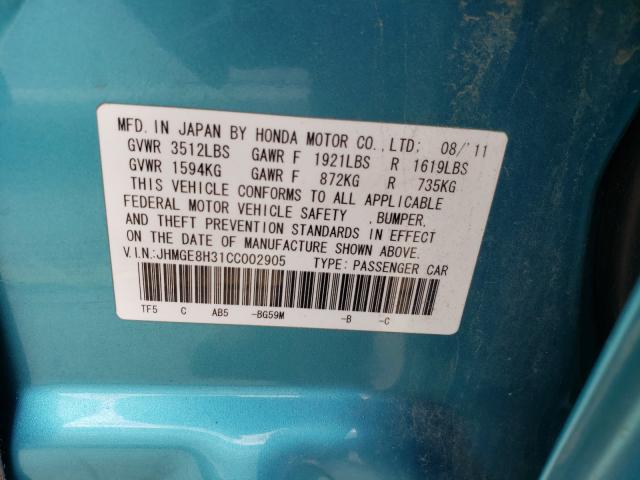 MFD. IN JAPAN BY HONDA MOTOR CO., LTD: 08/'11
GVWR 3512LBS GAWR F 1921LBS R 1619LBS
GVWR 1594KG GAWR F 872KG R 735KG
THIS VEHICLE CONFORMS TO ALL APPLICABLE
FEDERAL MOTOR VEHICLE SAFETY ,BUMPER,
AND THEFT PREVENTION STANDARDS IN EFFECT
ON THE DATE OF MANUFACTURE SHOWN ABOVE.
V.I.N.:JHMGE8H31CC002905 TYPE: PASSENGER CAR
TF5 C AB5 -BG59M -B -C